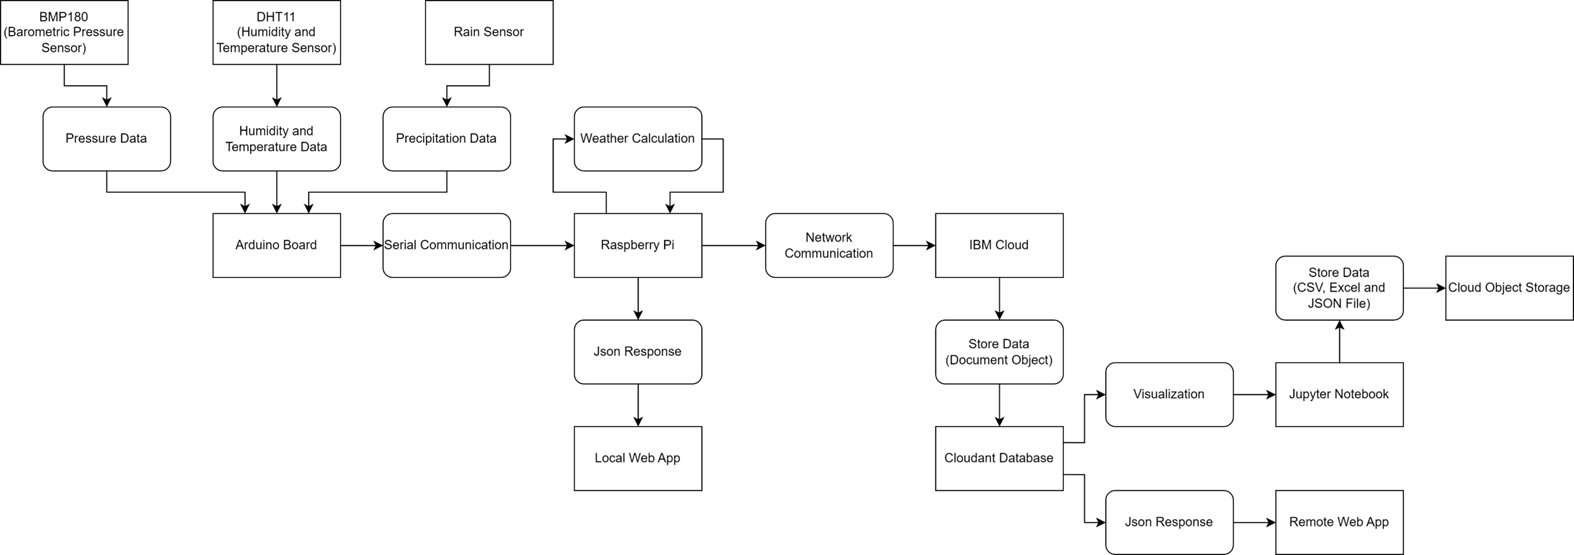 BMP180
(Barometric Pressure
Sensor)
DHT11
(Humidity and
Temperature Sensor)
Rain Sensor
Pressure Data
Humidity and
Temperature Data
Precipitation Data
Weather Calculation
Arduino Board
Serial Communication
Raspberry Pi
Network
Communication
IBM Cloud
Store Data
(CSV, Excel and
JSON File)
Cloud Object Storage
Json Response
Store Data
(Document Object)
Visualization
Jupyter Notebook
Local Web App
Cloudant Database
Json Response
Remote Web App